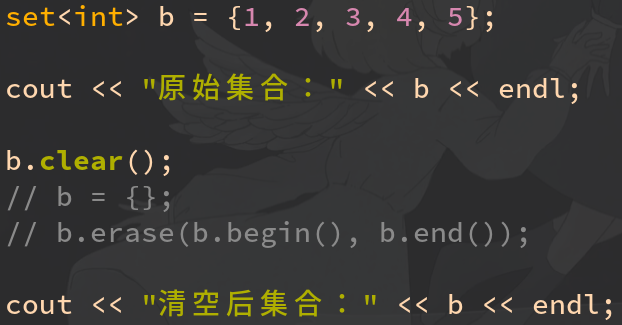 set<int> b = {1, 2, 3, 4, 5};
cout << "原始集合：" << b << endl;
b.clear();
// b = {};
// b.erase(b.begin(), b.end());
cout << "清空后集合：" << b << endl;